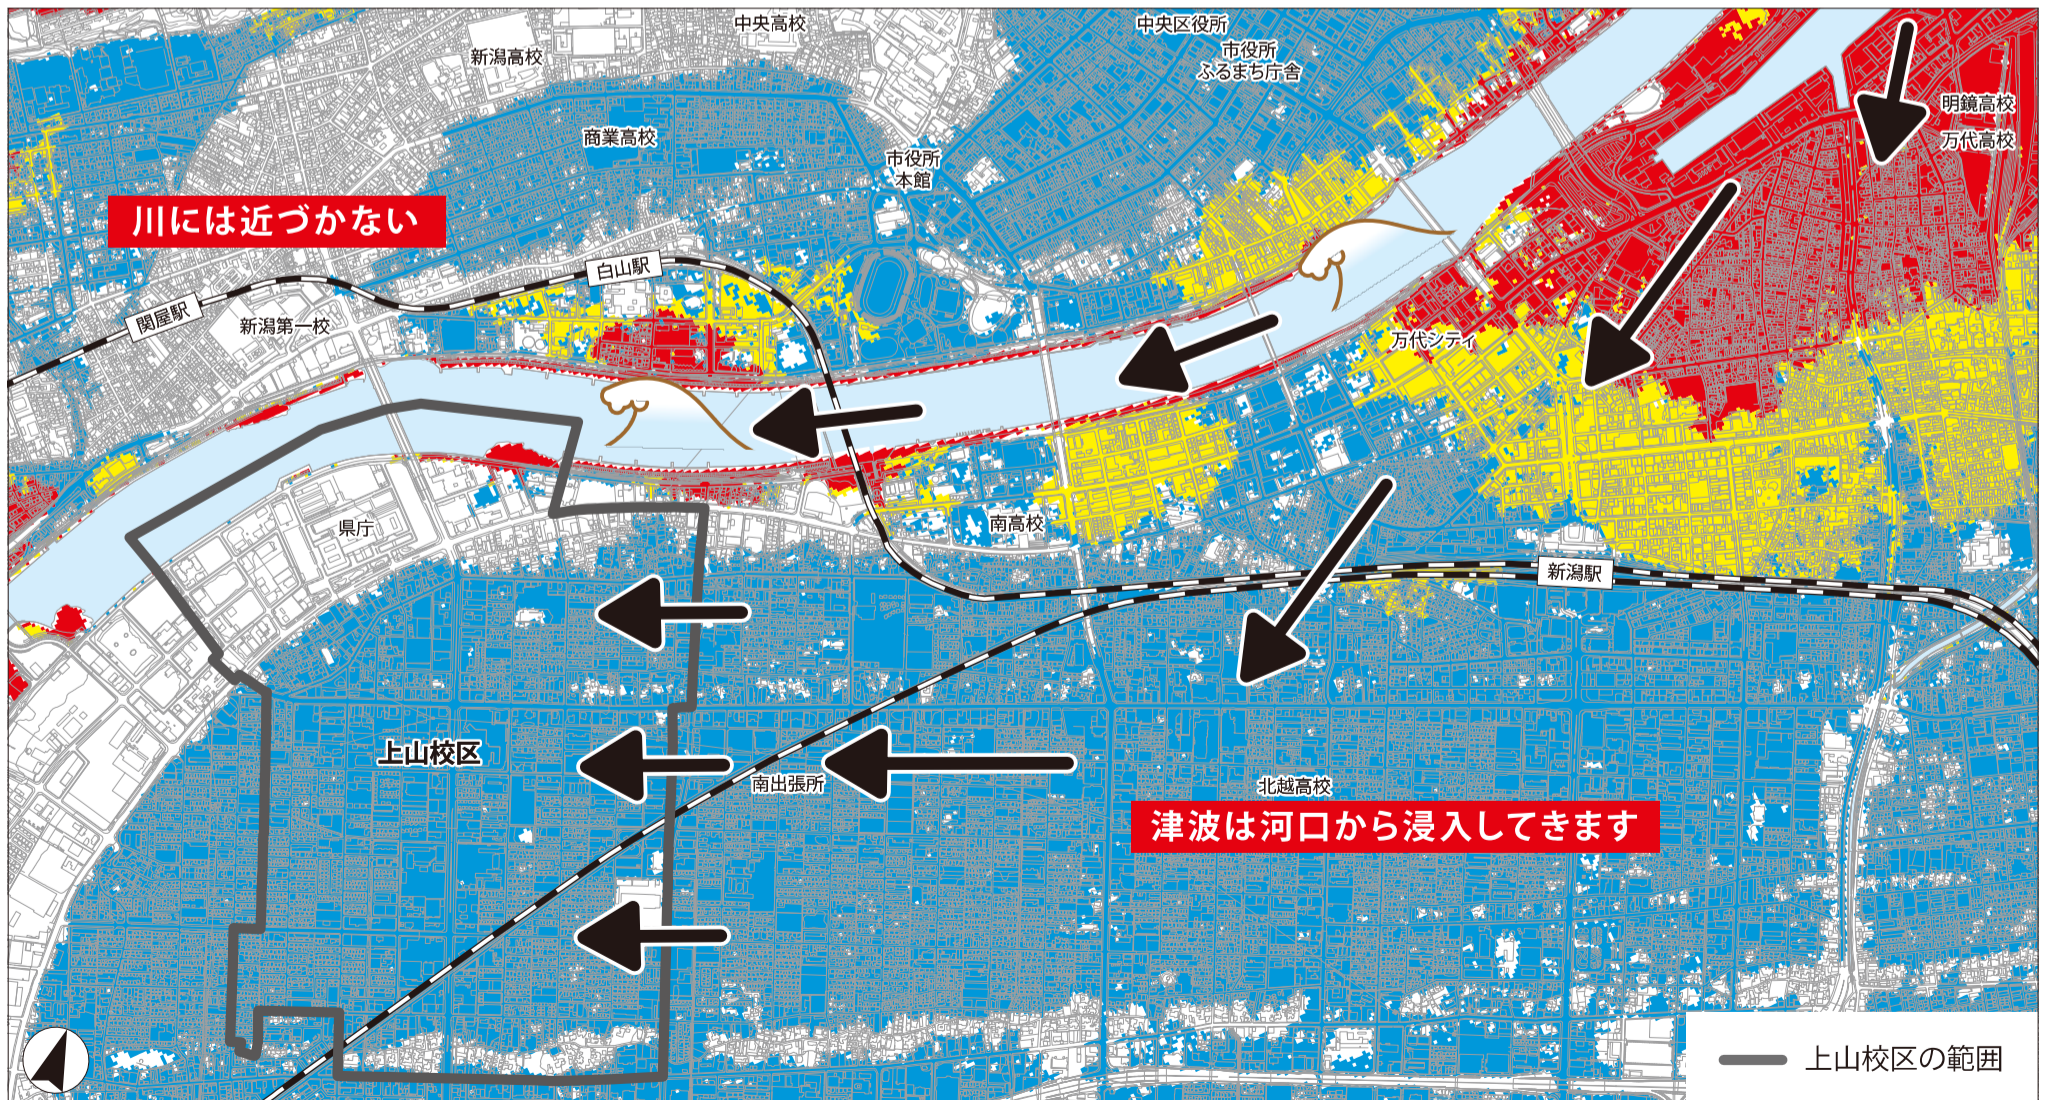 中央高校
中央区役所
新潟高校
市役所
ふるまち庁舎
明鏡高校
万代高校
商業高校
市役所
本館
川には近づかない
白山駅
関屋駅
新潟第一校
万代シティ
県庁
南高校
新潟駅
上山校区
南出張所
北越高校
津波は河口から浸入してきます
上山校区の範囲